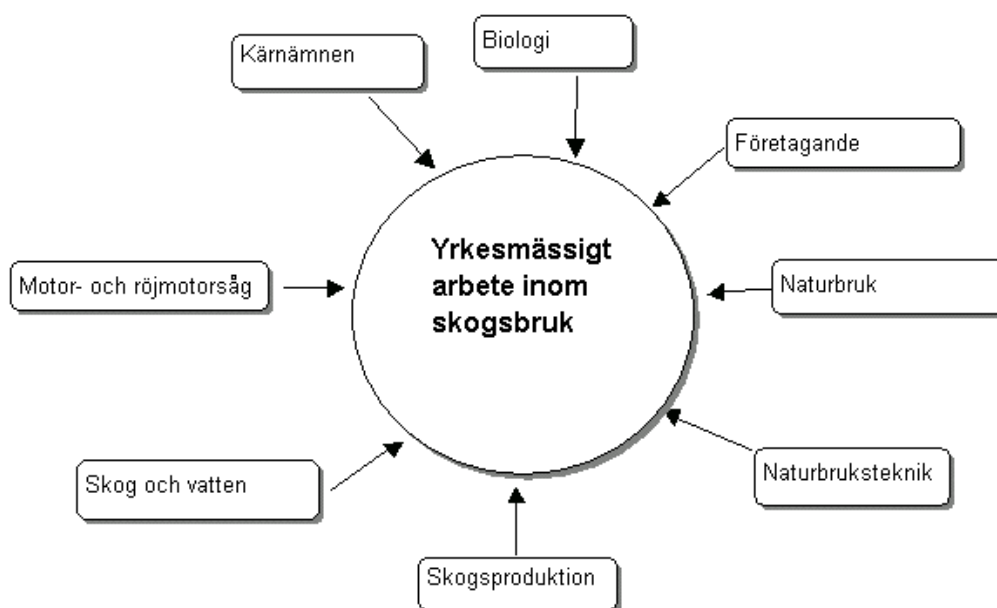 Kärnämnen
Biologi
Företagande
Yrkesmässigt
arbete inom
skogsbruk
Motor- och röjmotorsåg
Naturbruk
Skog och vatten
Naturbruksteknik
Skogsproduktion